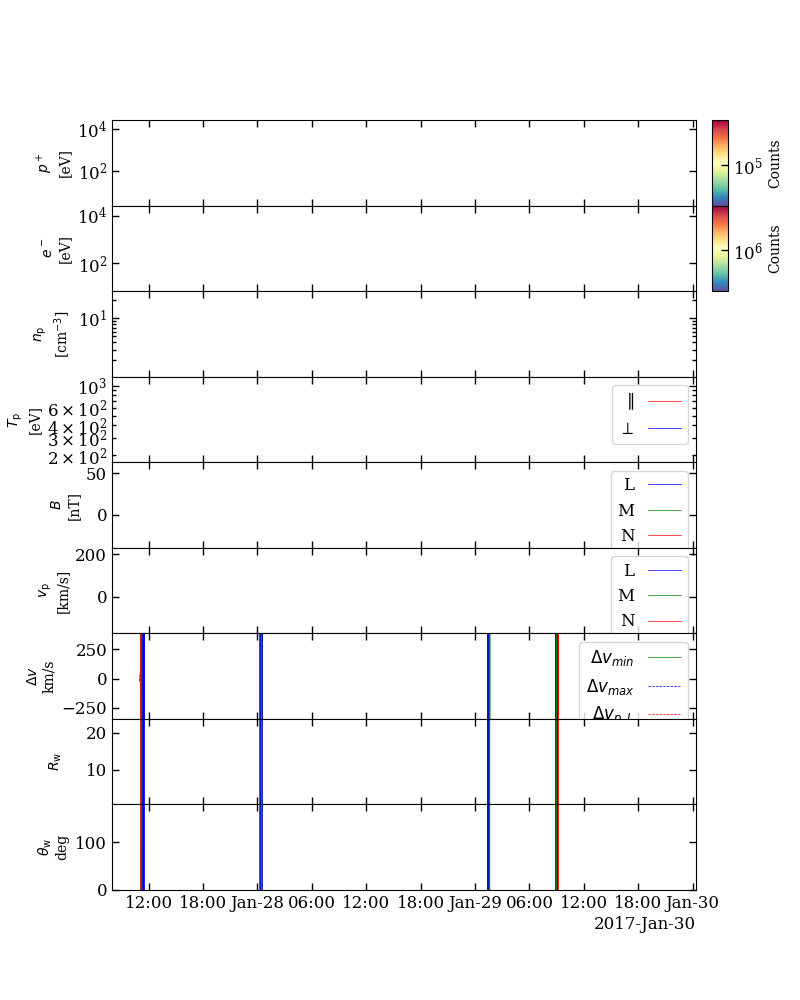 10⁴
10²
p⁺
[eV]
10⁵
Counts
10⁴
10²
e⁻
[eV]
10⁶
Counts
10¹
nₚ
[cm⁻³]
10³
6 × 10²
4 × 10²
3 × 10²
2 × 10²
Tₚ
[eV]
∥
⊥
50
0
B
[nT]
L
M
N
200
0
vₚ
[km/s]
L
M
N
250
0
−250
Δv
km/s
Δv_min
Δv_max
20
10
R_w
100
0
θ_w
deg
12:00 18:00 Jan-28 06:00 12:00 18:00 Jan-29 06:00 12:00 18:00 Jan-30
2017-Jan-30